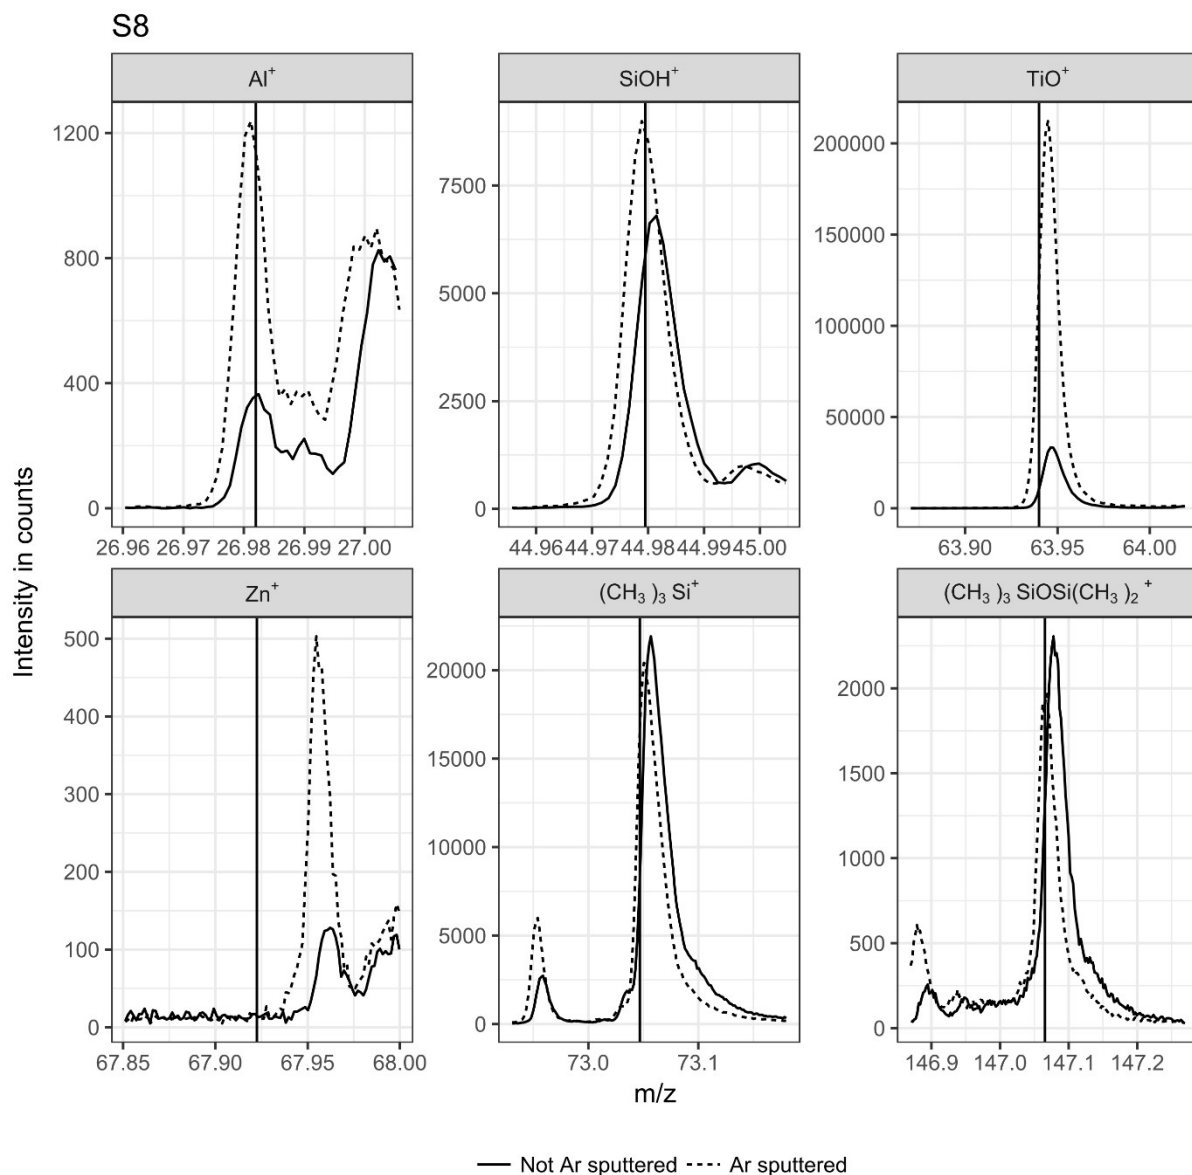 S8
Al⁺
SiOH⁺
TiO⁺
1200
800
400
0
26.96 26.97 26.98 26.99 27.00
7500
5000
2500
0
44.96 44.97 44.98 44.99 45.00
200000
150000
100000
50000
0
63.90 63.95 64.00
Intensity in counts
Zn⁺
(CH₃)₃ Si⁺
(CH₃)₃ SiOSi(CH₃)₂ ⁺
500
400
300
200
100
0
67.85 67.90 67.95 68.00
20000
15000
10000
5000
0
73.0 73.1
2000
1500
1000
500
0
146.9 147.0 147.1 147.2
m/z
Not Ar sputtered Ar sputtered